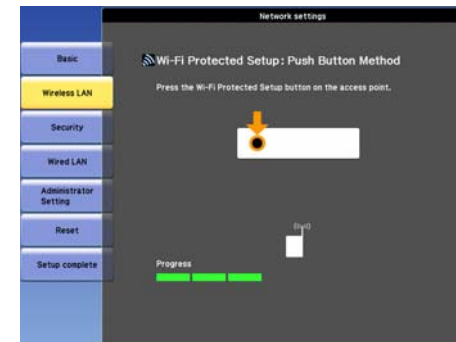 Network settings
Basic
Wireless LAN
Security
Wired LAN
Administrator
Setting
Reset
Setup complete
Wi-Fi Protected Setup: Push Button Method
Press the Wi-Fi Protected Setup button on the access point.
Progress